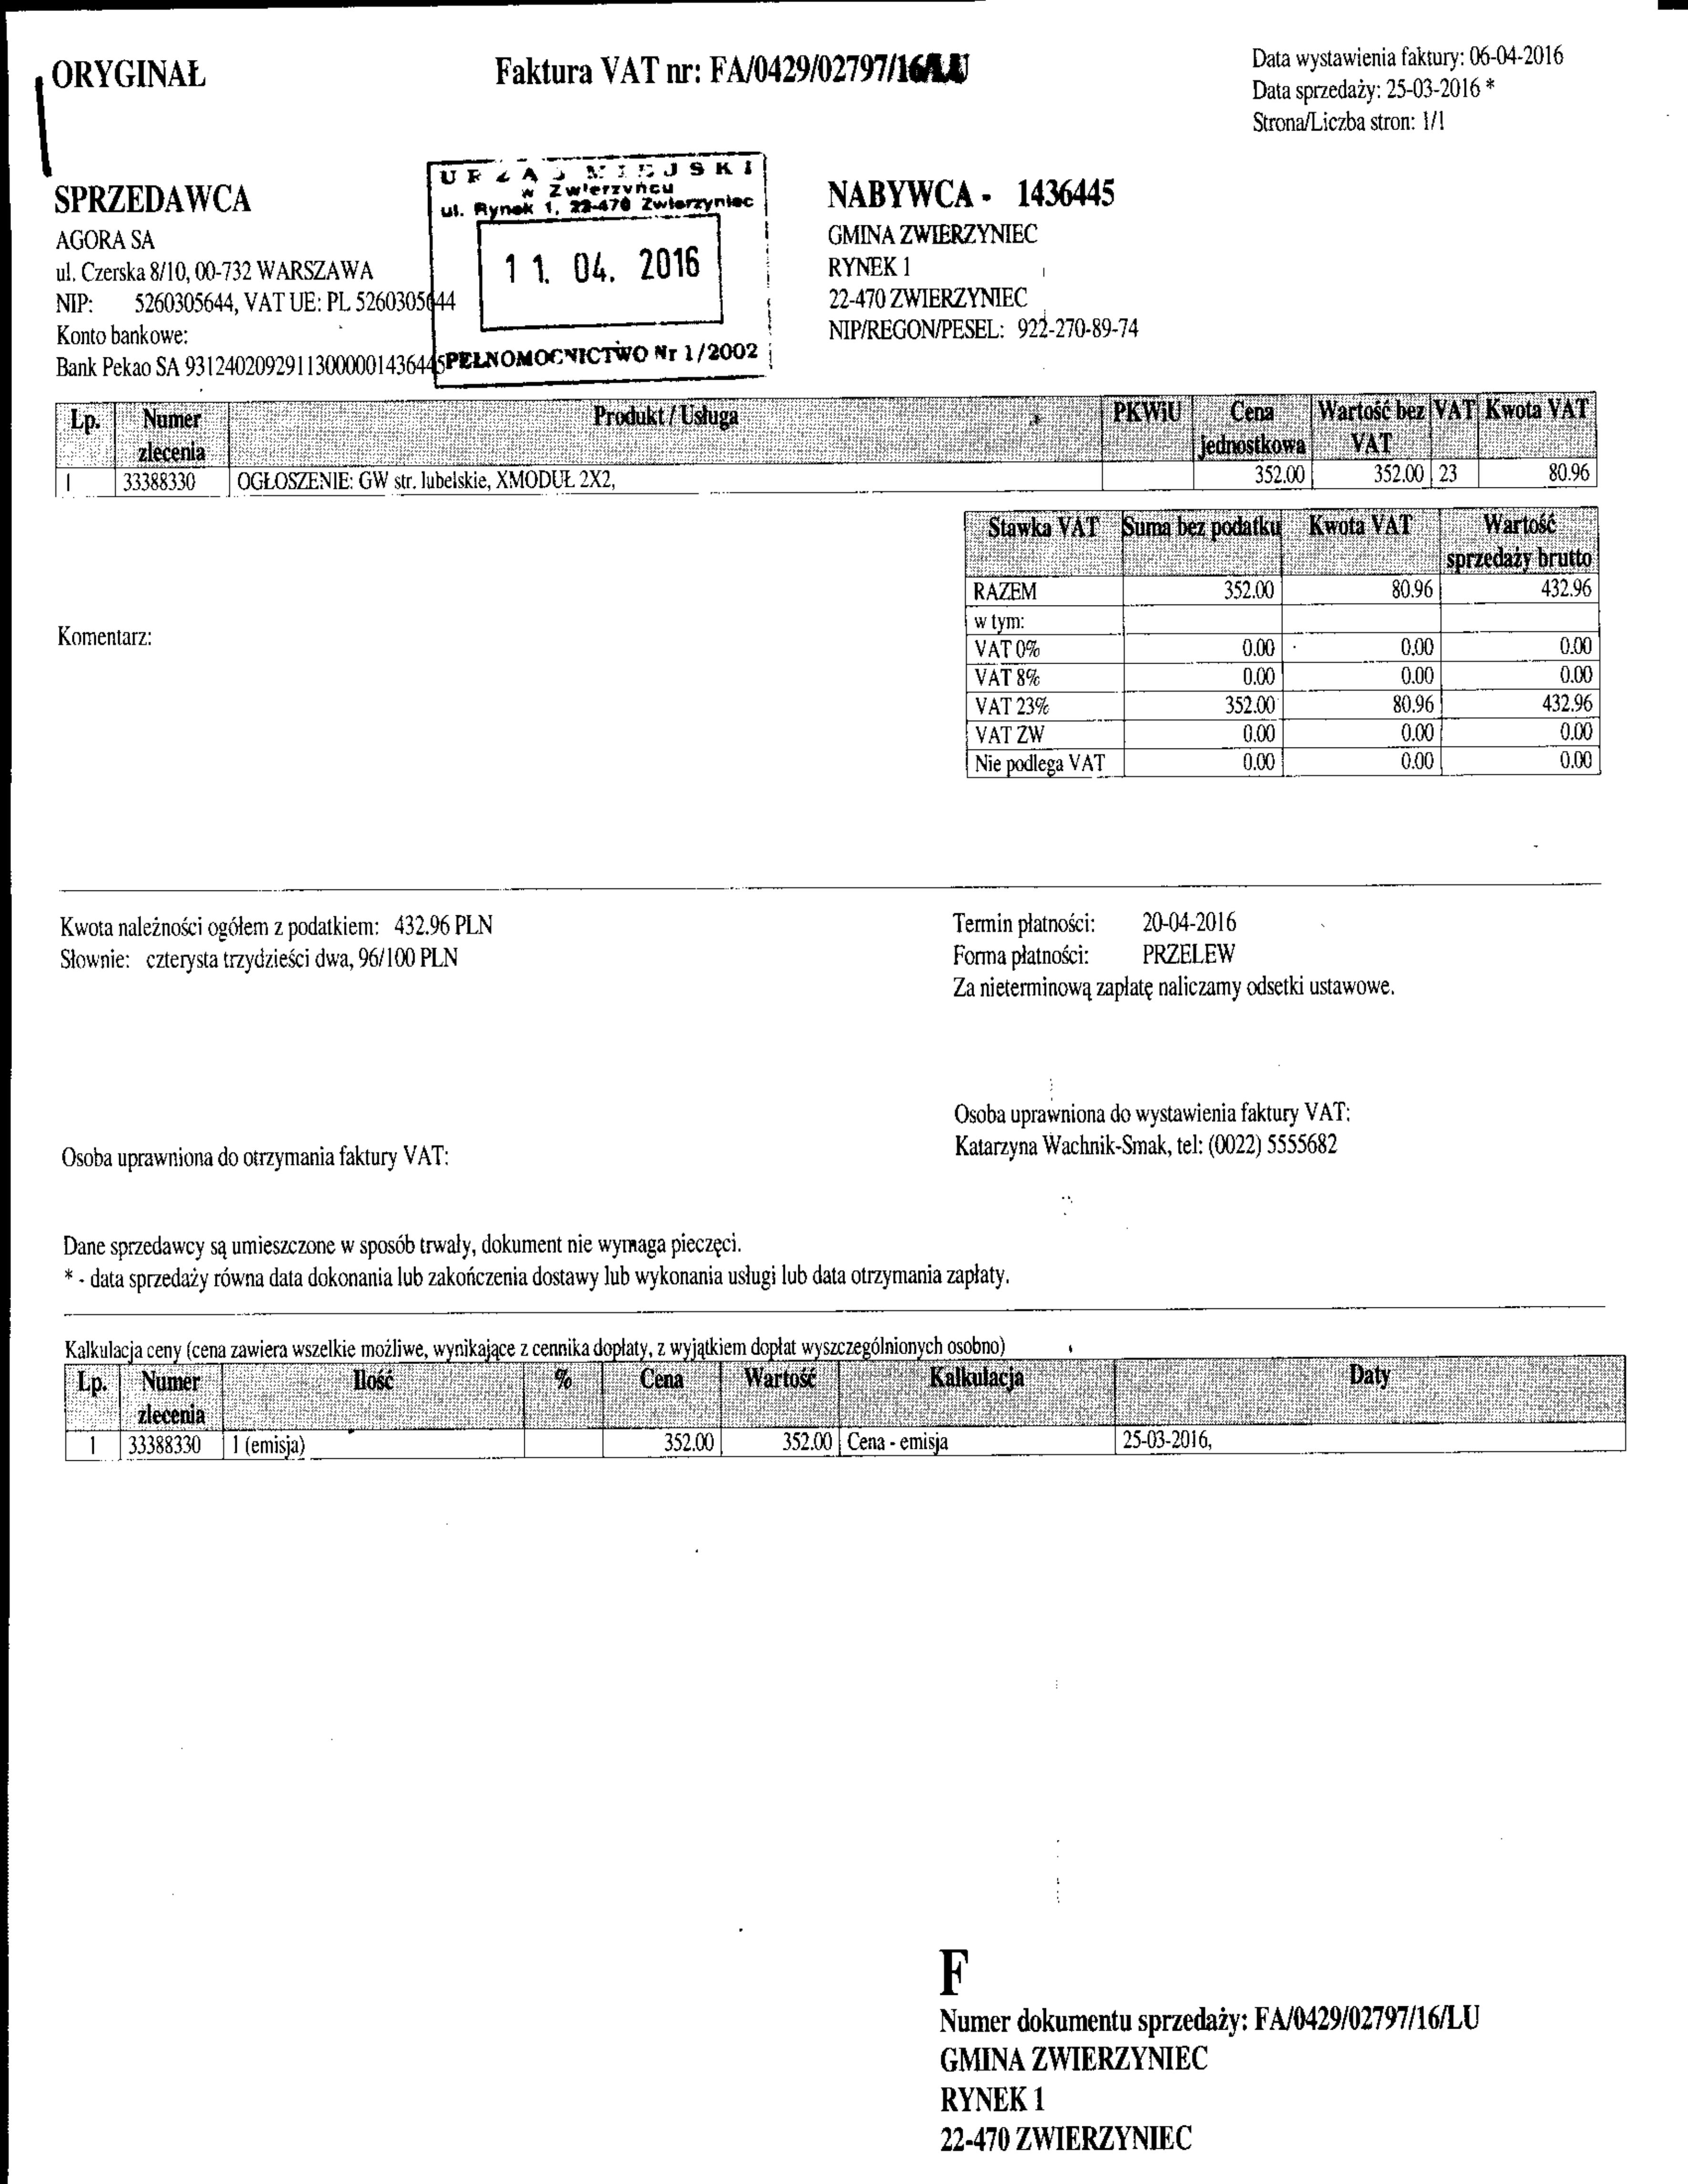 ORYGINAŁ
Faktura VAT nr: FA/0429/02797/16/LU
Data wystawienia faktury: 06-04-2016
Data sprzedaży: 25-03-2016 *
Strona/Liczba stron: 1/1
SPRZEDAWCA
AGORA SA
ul. Czerska 8/10, 00-732 WARSZAWA
NIP: 5260305644, VAT UE: PL 5260305644
Konto bankowe:
Bank Pekao SA 93124020929113000001436445
URZĄD MIEJSKI
w Zwierzyńcu
ul. Rynek 1, 22-470 Zwierzyniec
11. 04. 2016
PEŁNOMOCNICTWO Nr 1/2002
NABYWCA - 1436445
GMINA ZWIERZYNIEC
RYNEK 1
22-470 ZWIERZYNIEC
NIP/REGON/PESEL: 922-270-89-74
Lp. Numer zlecenia Produkt / Usługa PKWiU Cena jednostkowa Wartość bez VAT VAT Kwota VAT
1 33388330 OGŁOSZENIE: GW str. lubelskie, XMODUŁ 2X2, 352.00 352.00 23 80.96
Stawka VAT Suma bez podatku Kwota VAT Wartość sprzedaży brutto
RAZEM 352.00 80.96 432.96
w tym:
VAT 0% 0.00 0.00 0.00
VAT 8% 0.00 0.00 0.00
VAT 23% 352.00 80.96 432.96
VAT ZW 0.00 0.00 0.00
Nie podlega VAT 0.00 0.00 0.00
Komentarz:
Kwota należności ogółem z podatkiem: 432.96 PLN
Słownie: czterysta trzydzieści dwa, 96/100 PLN
Termin płatności: 20-04-2016
Forma płatności: PRZELEW
Za nieterminową zapłatę naliczamy odsetki ustawowe.
Osoba uprawniona do wystawienia faktury VAT:
Katarzyna Wachnik-Smak, tel: (0022) 5555682
Osoba uprawniona do otrzymania faktury VAT:
Dane sprzedawcy są umieszczone w sposób trwały, dokument nie wymaga pieczęci.
* - data sprzedaży równa data dokonania lub zakończenia dostawy lub wykonania usługi lub data otrzymania zapłaty.
Kalkulacja ceny (cena zawiera wszelkie możliwe, wynikające z cennika dopłaty, z wyjątkiem dopłat wyszczególnionych osobno)
Lp. Numer zlecenia Ilość % Cena Wartość Kalkulacja Daty
1 33388330 1 (emisja) 352.00 352.00 Cena - emisja 25-03-2016,
F
Numer dokumentu sprzedaży: FA/0429/02797/16/LU
GMINA ZWIERZYNIEC
RYNEK 1
22-470 ZWIERZYNIEC